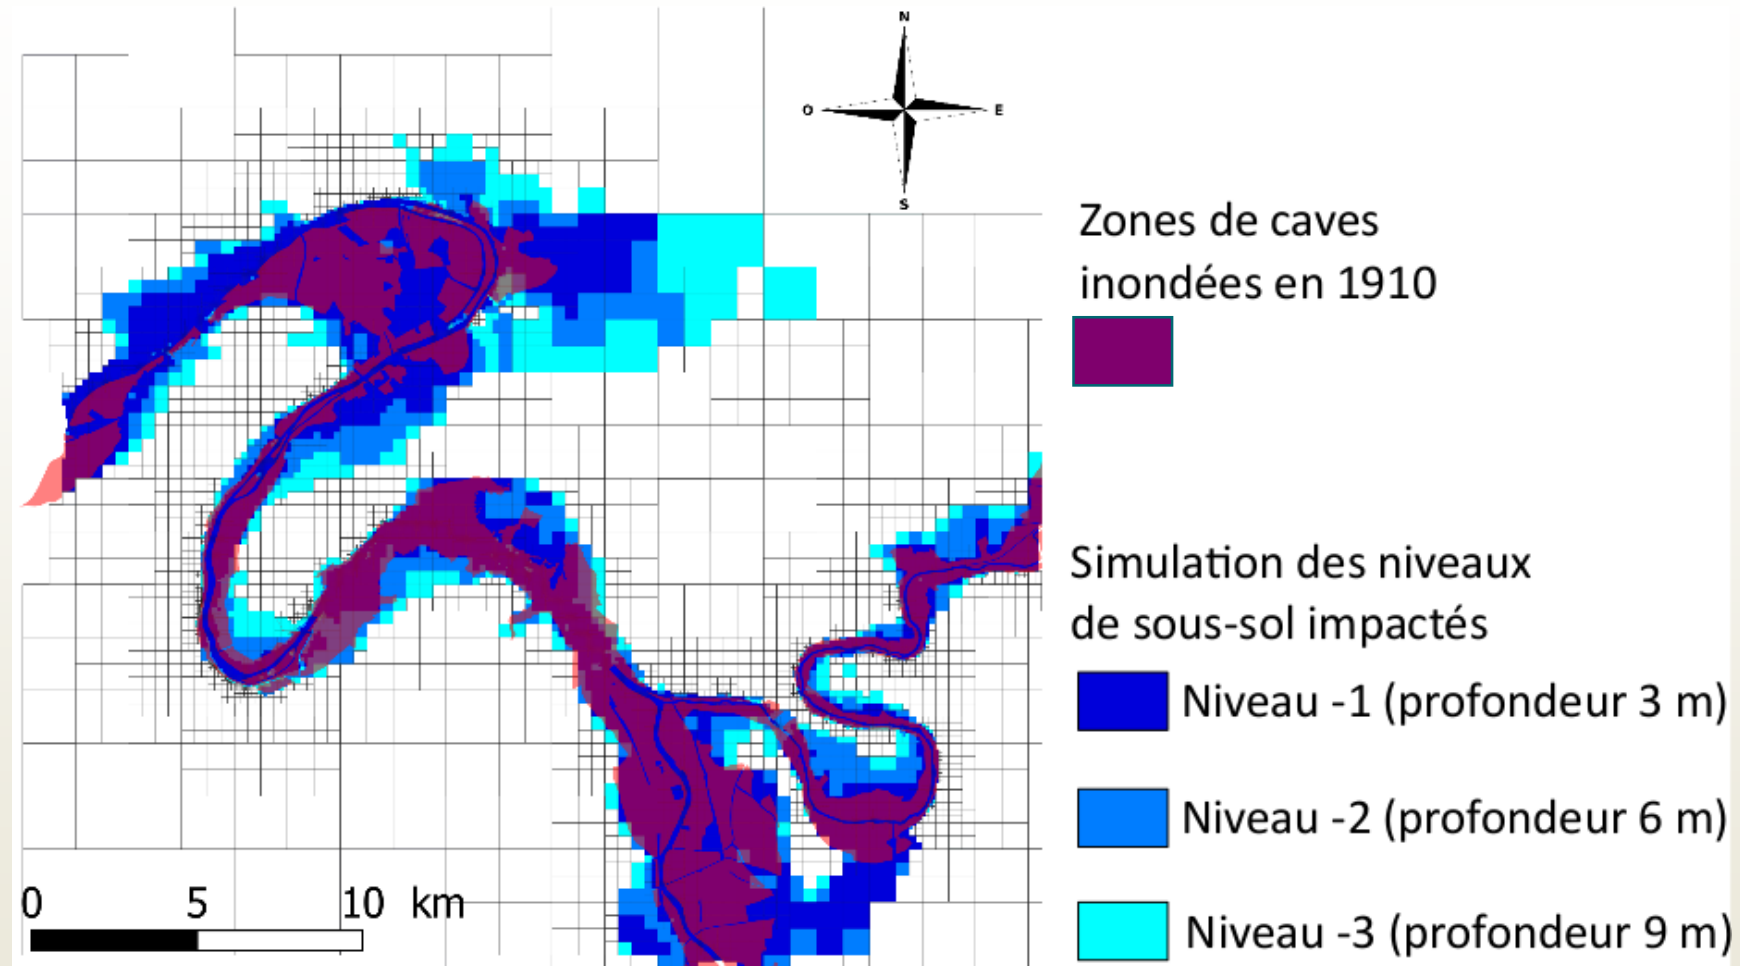 N
O
E
S
Zones de caves
inondées en 1910
Simulation des niveaux
de sous-sol impactés
Niveau -1 (profondeur 3 m)
Niveau -2 (profondeur 6 m)
Niveau -3 (profondeur 9 m)
0 5 10 km